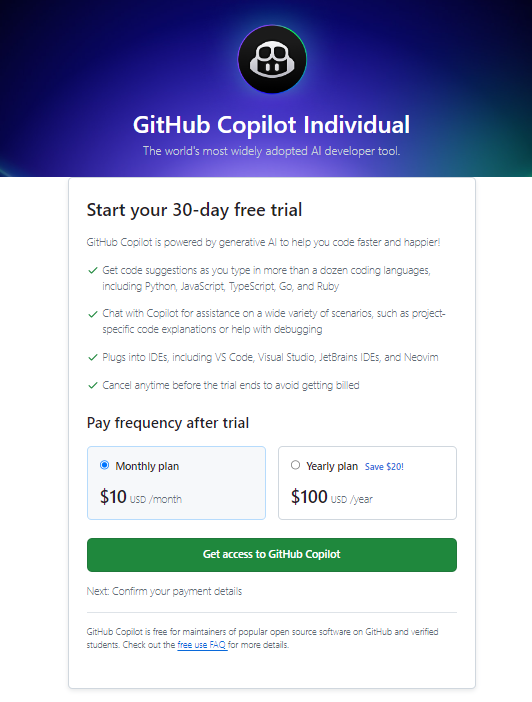 GitHub Copilot Individual
The world's most widely adopted AI developer tool.
Start your 30-day free trial
GitHub Copilot is powered by generative AI to help you code faster and happier!
Get code suggestions as you type in more than a dozen coding languages,
including Python, JavaScript, TypeScript, Go, and Ruby
Chat with Copilot for assistance on a wide variety of scenarios, such as project-
specific code explanations or help with debugging
Plugs into IDEs, including VS Code, Visual Studio, JetBrains IDEs, and Neovim
Cancel anytime before the trial ends to avoid getting billed
Pay frequency after trial
Monthly plan
$10 USD /month
Yearly plan Save $20!
$100 USD /year
Get access to GitHub Copilot
Next: Confirm your payment details
GitHub Copilot is free for maintainers of popular open source software on GitHub and verified
students. Check out the free use FAQ for more details.